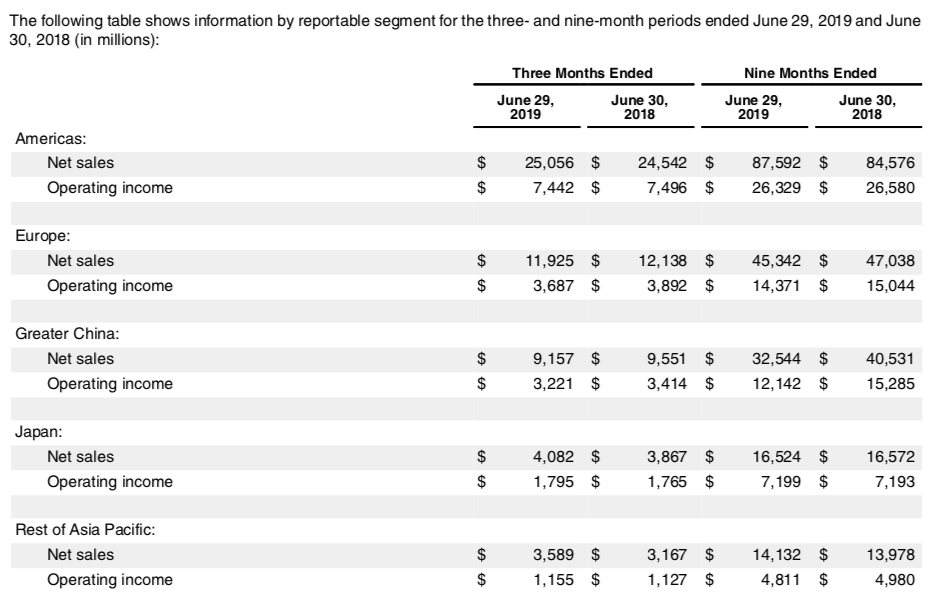 The following table shows information by reportable segment for the three- and nine-month periods ended June 29, 2019 and June
30, 2018 (in millions):
Three Months Ended Nine Months Ended
June 29, 2019 June 30, 2018 June 29, 2019 June 30, 2018
Americas:
Net sales $ 25,056 $ 24,542 $ 87,592 $ 84,576
Operating income $ 7,442 $ 7,496 $ 26,329 $ 26,580
Europe:
Net sales $ 11,925 $ 12,138 $ 45,342 $ 47,038
Operating income $ 3,687 $ 3,892 $ 14,371 $ 15,044
Greater China:
Net sales $ 9,157 $ 9,551 $ 32,544 $ 40,531
Operating income $ 3,221 $ 3,414 $ 12,142 $ 15,285
Japan:
Net sales $ 4,082 $ 3,867 $ 16,524 $ 16,572
Operating income $ 1,795 $ 1,765 $ 7,199 $ 7,193
Rest of Asia Pacific:
Net sales $ 3,589 $ 3,167 $ 14,132 $ 13,978
Operating income $ 1,155 $ 1,127 $ 4,811 $ 4,980